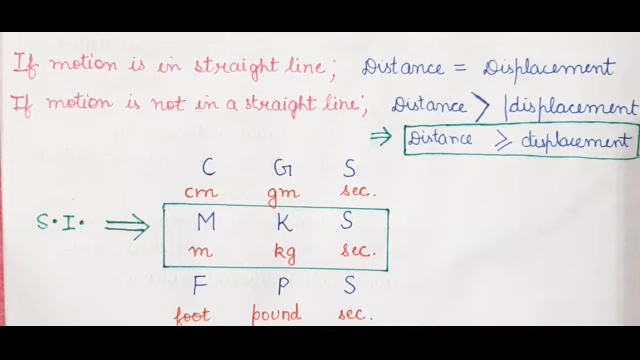 If motion is in straight line; Distance = Displacement
If motion is not in a straight line; Distance > |displacement
⇒ Distance ⩾ displacement
C G S
cm gm sec.
S.I. ⇒ M K S
m kg sec.
F P S
foot pound sec.